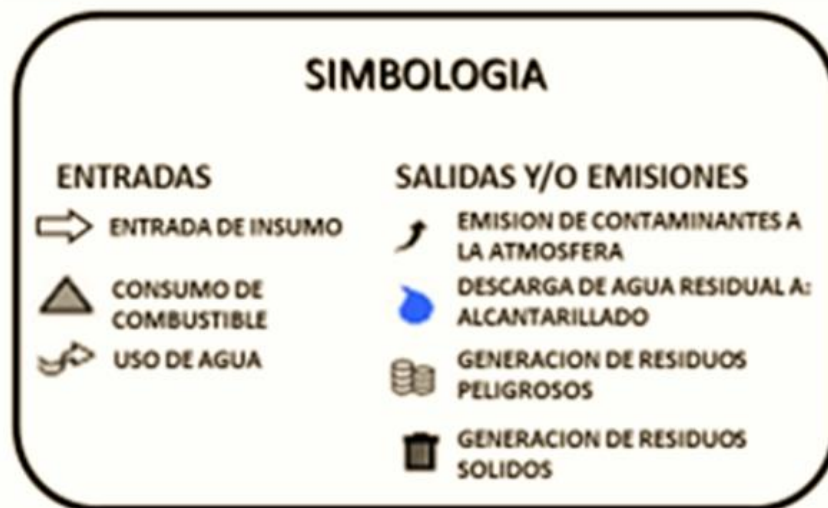 SIMBOLOGIA
ENTRADAS
ENTRADA DE INSUMO
CONSUMO DE
COMBUSTIBLE
USO DE AGUA
SALIDAS Y/O EMISIONES
EMISION DE CONTAMINANTES A
LA ATMOSFERA
DESCARGA DE AGUA RESIDUAL A:
ALCANTARILLADO
GENERACION DE RESIDUOS
PELIGROSOS
GENERACION DE RESIDUOS
SOLIDOS